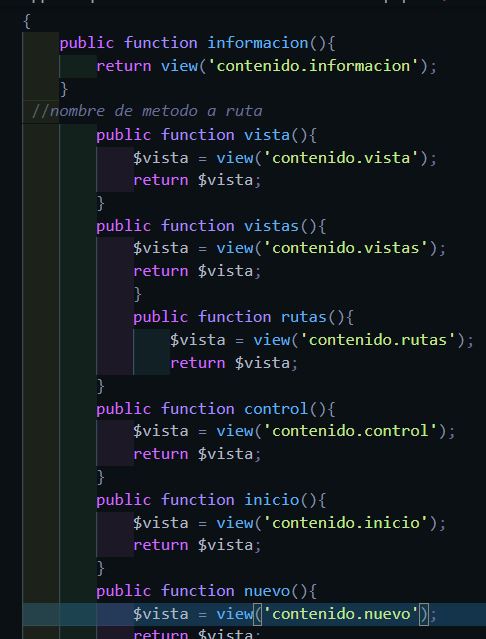 {
public function informacion(){
return view('contenido.informacion');
}
//nombre de metodo a ruta
public function vista(){
$vista = view('contenido.vista');
return $vista;
}
public function vistas(){
$vista = view('contenido.vistas');
return $vista;
}
public function rutas(){
$vista = view('contenido.rutas');
return $vista;
}
public function control(){
$vista = view('contenido.control');
return $vista;
}
public function inicio(){
$vista = view('contenido.inicio');
return $vista;
}
public function nuevo(){
$vista = view('contenido.nuevo');
return $vista;